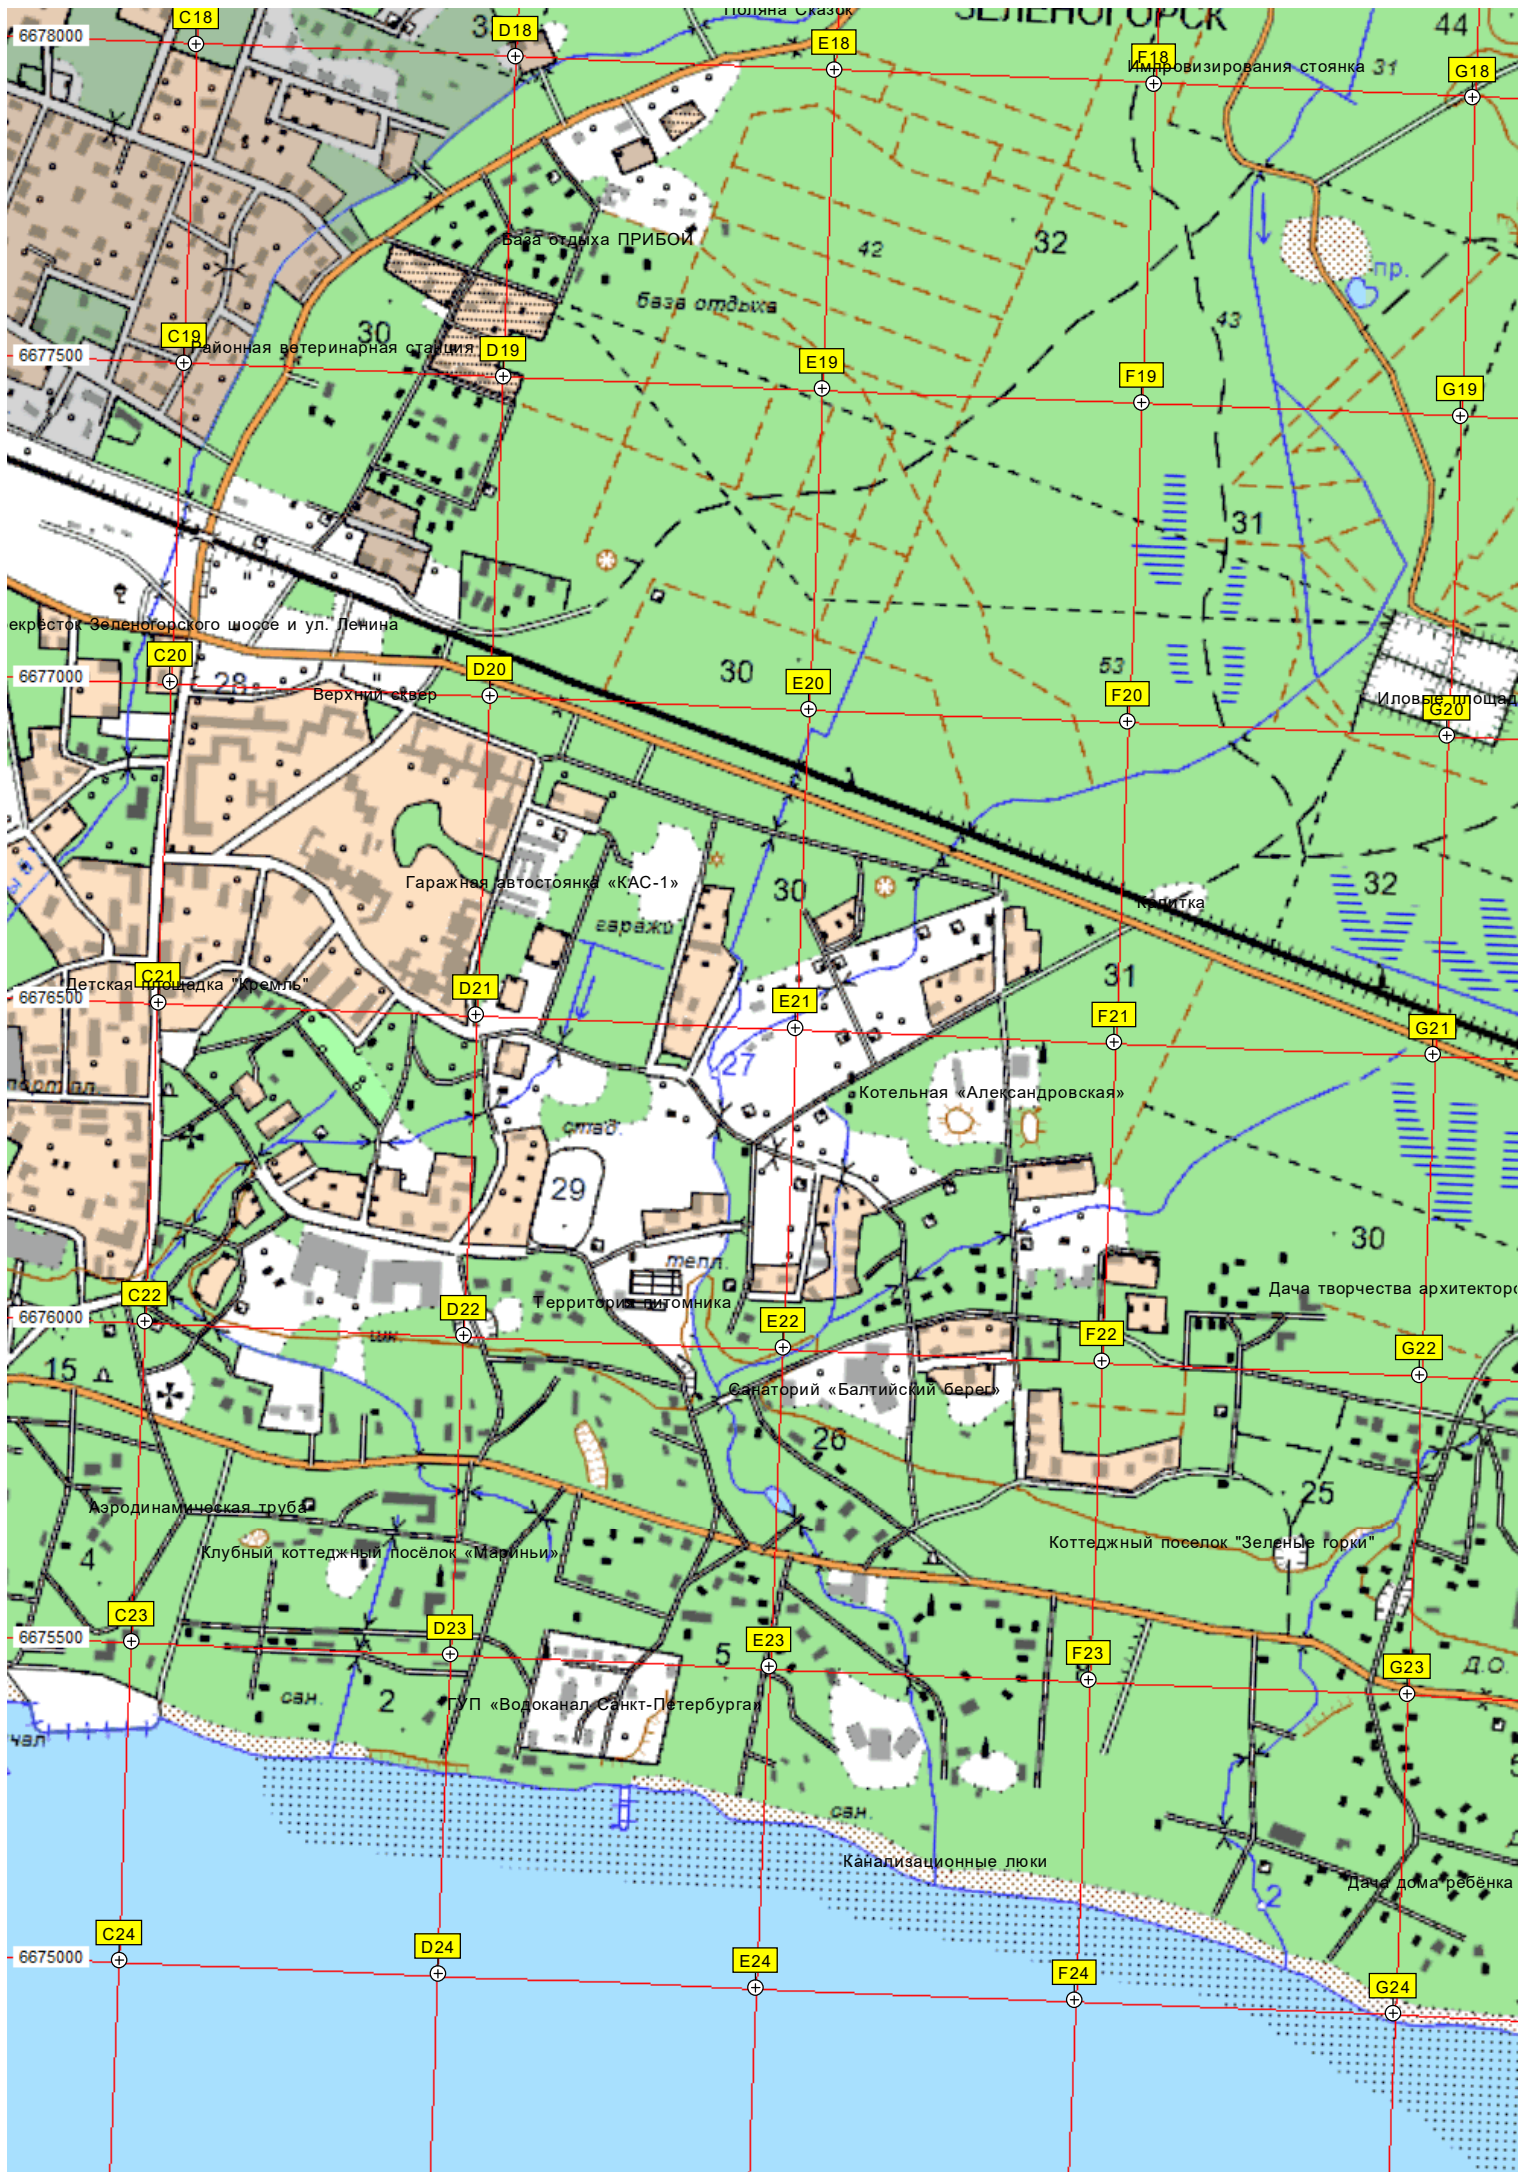 Поляна Сказок
ЗЕЛЕНОГОРСК
44
C18
D18
E18
F18
G18
6678000
Импровизирования стоянка
31
База отдыха ПРИБОЙ
42
32
пр.
база отдыха
43
30
C19
D19
E19
F19
G19
6677500
Районная ветеринарная станция
31
екрёсток Зеленогорского шоссе и ул. Ленина
C20
D20
E20
F20
G20
6677000
28
Верхний сквер
30
53
Иловые площад
Гаражная автостоянка «КАС-1»
30
32
гаражи
Калитка
31
C21
D21
E21
F21
G21
6676500
Детская площадка "Кремль"
27
Котельная «Александровская»
стад.
29
30
телл.
Дача творчества архитекторо
Территория питомника
C22
D22
E22
F22
G22
6676000
шк.
15
Санаторий «Балтийский берег»
26
25
Аэродинамическая труба
Коттеджный поселок "Зеленые горки"
Клубный коттеджный посёлок «Мариньи»
4
C23
D23
E23
F23
G23
6675500
5
Д.О.
сан.
2
ГУП «Водоканал Санкт-Петербурга»
чал
сан.
Канализационные люки
Дача дома ребёнка
2
C24
D24
E24
F24
G24
6675000